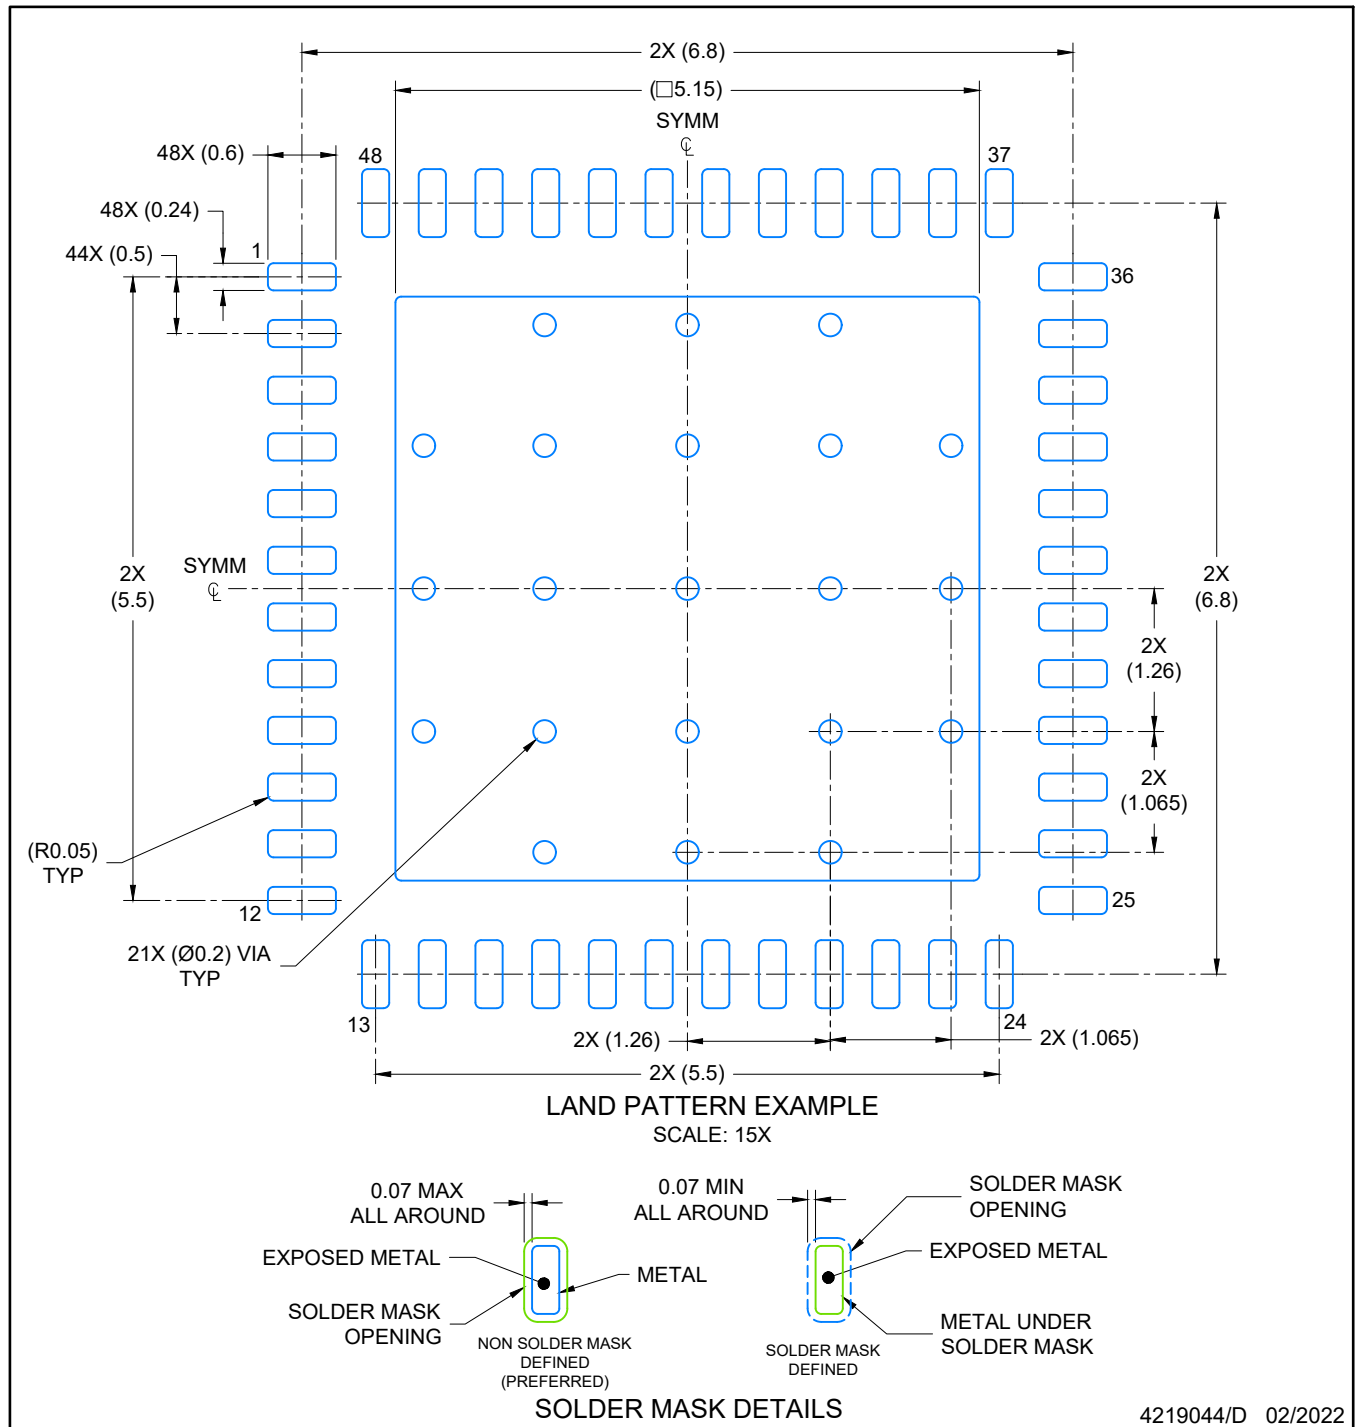 2X (6.8)
(□5.15)
SYMM
℄
48X (0.6)
48
37
48X (0.24)
1
44X (0.5)
36
SYMM
℄
2X
(5.5)
2X
(6.8)
2X
(1.26)
2X
(1.065)
(R0.05)
TYP
12
25
21X (Ø0.2) VIA
TYP
13
24
2X (1.26)
2X (1.065)
2X (5.5)
LAND PATTERN EXAMPLE
SCALE: 15X
0.07 MAX
ALL AROUND
0.07 MIN
ALL AROUND
SOLDER MASK
OPENING
EXPOSED METAL
EXPOSED METAL
METAL
SOLDER MASK
OPENING
METAL UNDER
SOLDER MASK
NON SOLDER MASK
DEFINED
(PREFERRED)
SOLDER MASK
DEFINED
SOLDER MASK DETAILS
4219044/D 02/2022